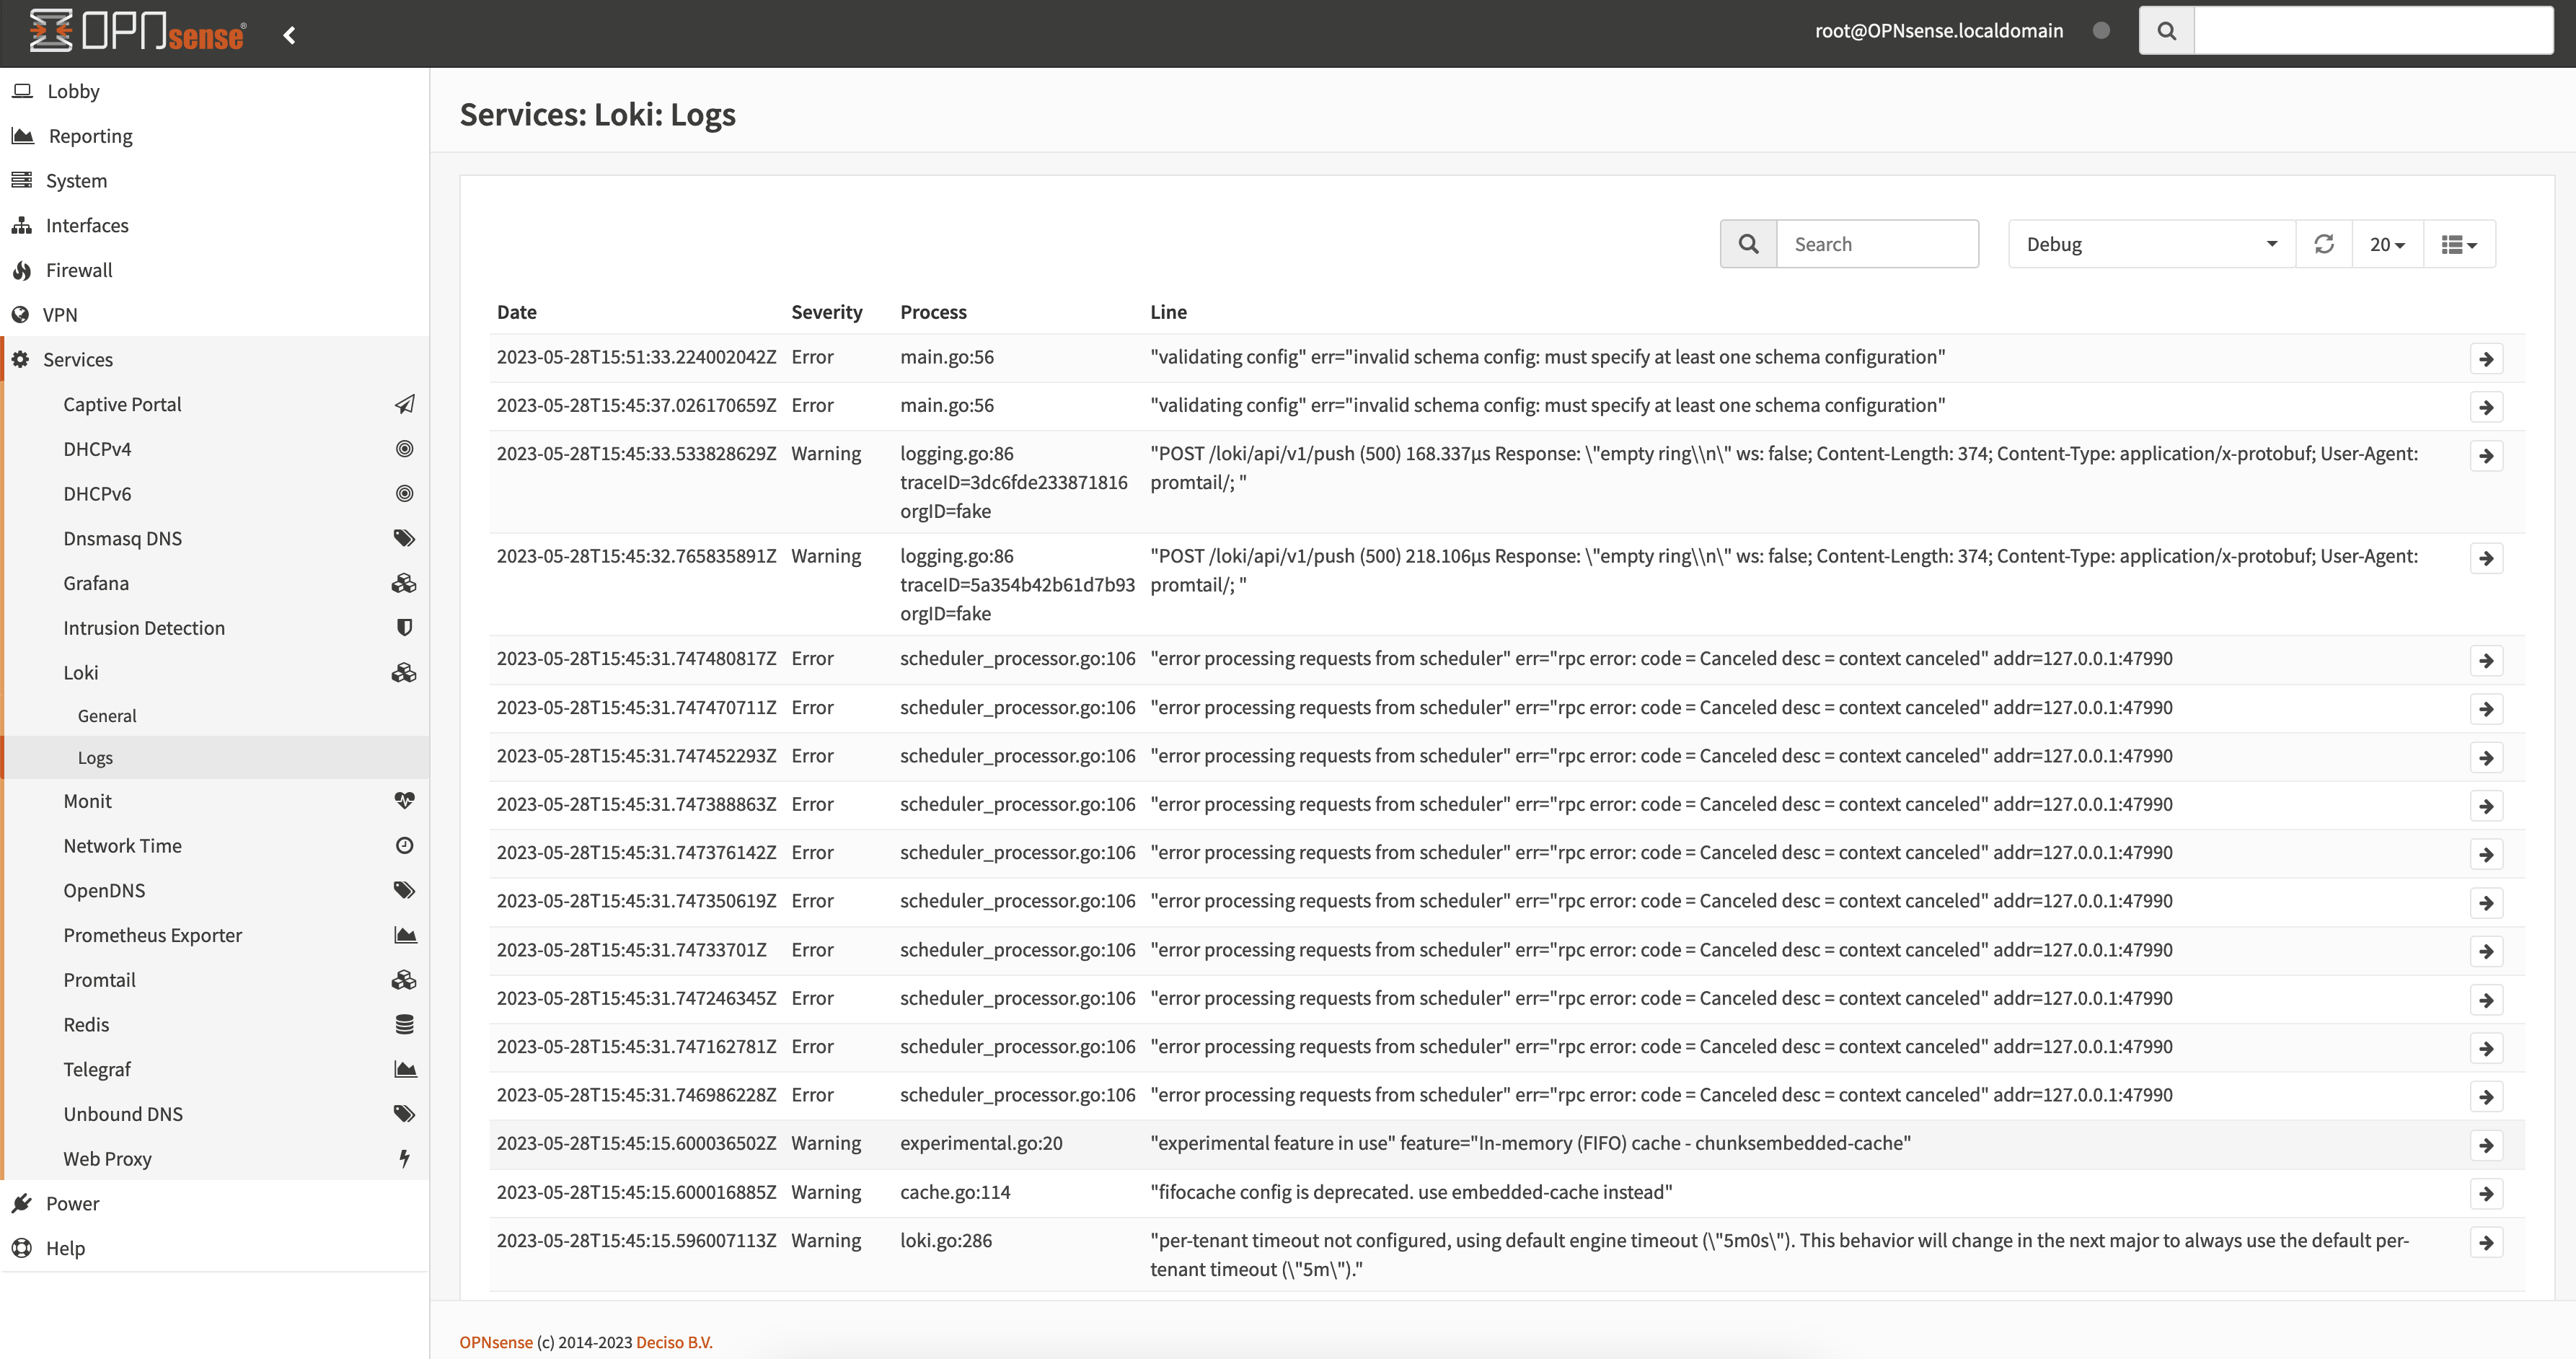 OPNsense®
root@OPNsense.localdomain
Lobby
Reporting
System
Interfaces
Firewall
VPN
Services
Captive Portal
DHCPv4
DHCPv6
Dnsmasq DNS
Grafana
Intrusion Detection
Loki
General
Logs
Monit
Network Time
OpenDNS
Prometheus Exporter
Promtail
Redis
Telegraf
Unbound DNS
Web Proxy
Power
Help
Services: Loki: Logs
Search Debug 20
Date Severity Process Line
2023-05-28T15:51:33.224002042Z Error main.go:56 "validating config" err="invalid schema config: must specify at least one schema configuration"
2023-05-28T15:45:37.026170659Z Error main.go:56 "validating config" err="invalid schema config: must specify at least one schema configuration"
2023-05-28T15:45:33.533828629Z Warning logging.go:86 "POST /loki/api/v1/push (500) 168.337µs Response: \"empty ring\\n\" ws: false; Content-Length: 374; Content-Type: application/x-protobuf; User-Agent:
traceID=3dc6fde233871816 promtail/; "
orgID=fake
2023-05-28T15:45:32.765835891Z Warning logging.go:86 "POST /loki/api/v1/push (500) 218.106µs Response: \"empty ring\\n\" ws: false; Content-Length: 374; Content-Type: application/x-protobuf; User-Agent:
traceID=5a354b42b61d7b93 promtail/; "
orgID=fake
2023-05-28T15:45:31.747480817Z Error scheduler_processor.go:106 "error processing requests from scheduler" err="rpc error: code = Canceled desc = context canceled" addr=127.0.0.1:47990
2023-05-28T15:45:31.747470711Z Error scheduler_processor.go:106 "error processing requests from scheduler" err="rpc error: code = Canceled desc = context canceled" addr=127.0.0.1:47990
2023-05-28T15:45:31.747452293Z Error scheduler_processor.go:106 "error processing requests from scheduler" err="rpc error: code = Canceled desc = context canceled" addr=127.0.0.1:47990
2023-05-28T15:45:31.747388863Z Error scheduler_processor.go:106 "error processing requests from scheduler" err="rpc error: code = Canceled desc = context canceled" addr=127.0.0.1:47990
2023-05-28T15:45:31.747376142Z Error scheduler_processor.go:106 "error processing requests from scheduler" err="rpc error: code = Canceled desc = context canceled" addr=127.0.0.1:47990
2023-05-28T15:45:31.747350619Z Error scheduler_processor.go:106 "error processing requests from scheduler" err="rpc error: code = Canceled desc = context canceled" addr=127.0.0.1:47990
2023-05-28T15:45:31.74733701Z Error scheduler_processor.go:106 "error processing requests from scheduler" err="rpc error: code = Canceled desc = context canceled" addr=127.0.0.1:47990
2023-05-28T15:45:31.747246345Z Error scheduler_processor.go:106 "error processing requests from scheduler" err="rpc error: code = Canceled desc = context canceled" addr=127.0.0.1:47990
2023-05-28T15:45:31.747162781Z Error scheduler_processor.go:106 "error processing requests from scheduler" err="rpc error: code = Canceled desc = context canceled" addr=127.0.0.1:47990
2023-05-28T15:45:31.746986228Z Error scheduler_processor.go:106 "error processing requests from scheduler" err="rpc error: code = Canceled desc = context canceled" addr=127.0.0.1:47990
2023-05-28T15:45:15.600036502Z Warning experimental.go:20 "experimental feature in use" feature="In-memory (FIFO) cache - chunksembedded-cache"
2023-05-28T15:45:15.600016885Z Warning cache.go:114 "fifocache config is deprecated. use embedded-cache instead"
2023-05-28T15:45:15.596007113Z Warning loki.go:286 "per-tenant timeout not configured, using default engine timeout (\"5m0s\"). This behavior will change in the next major to always use the default per-
tenant timeout (\"5m\")."
OPNsense (c) 2014-2023 Deciso B.V.